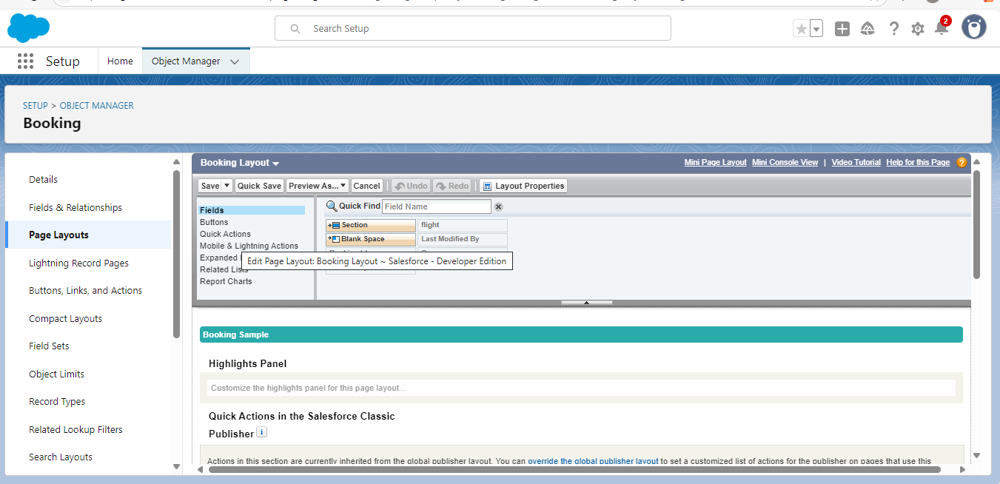 Search Setup
2
Setup
Home
Object Manager
SETUP > OBJECT MANAGER
Booking
Details
Fields & Relationships
Page Layouts
Lightning Record Pages
Buttons, Links, and Actions
Compact Layouts
Field Sets
Object Limits
Record Types
Related Lookup Filters
Search Layouts
Booking Layout
Mini Page Layout Mini Console View | Video Tutorial Help for this Page ?
Save Quick Save Preview As... Cancel Undo Redo Layout Properties
Fields
Buttons
Quick Actions
Mobile & Lightning Actions
Expanded
Related Lists
Report Charts
Quick Find Field Name
Section flight
Blank Space Last Modified By
Edit Page Layout: Booking Layout ~ Salesforce - Developer Edition
Booking Sample
Highlights Panel
Customize the highlights panel for this page layout...
Quick Actions in the Salesforce Classic
Publisher i
Actions in this section are currently inherited from the global publisher layout. You can override the global publisher layout to set a customized list of actions for the publisher on pages that use this